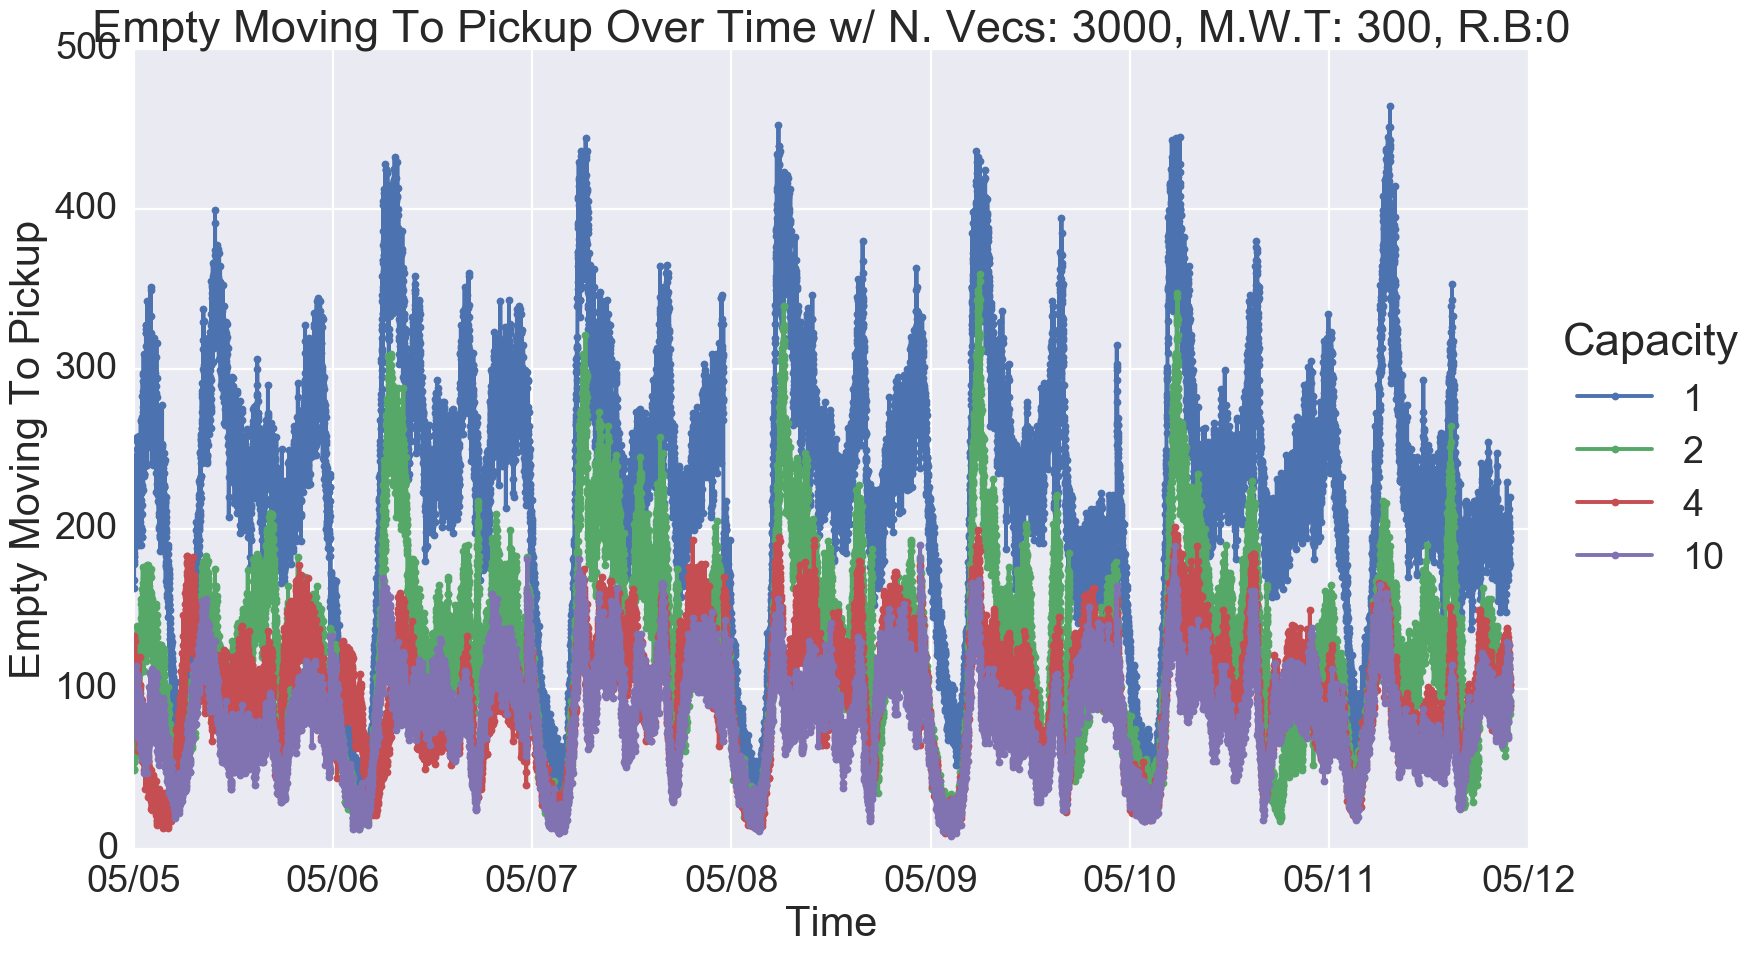 Empty Moving To Pickup Over Time w/ N. Vecs: 3000, M.W.T: 300, R.B:0
500
400
300
200
100
0
Empty Moving To Pickup
05/05 05/06 05/07 05/08 05/09 05/10 05/11 05/12
Time
Capacity
1
2
4
10